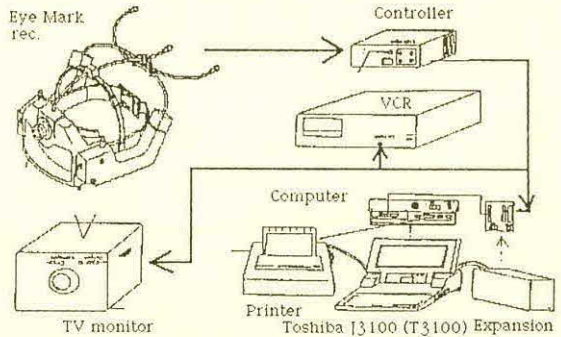 Eye Mark
rec.
Controller
VCR
Computer
Printer
TV monitor
Toshiba J3100 (T3100)
Expansion